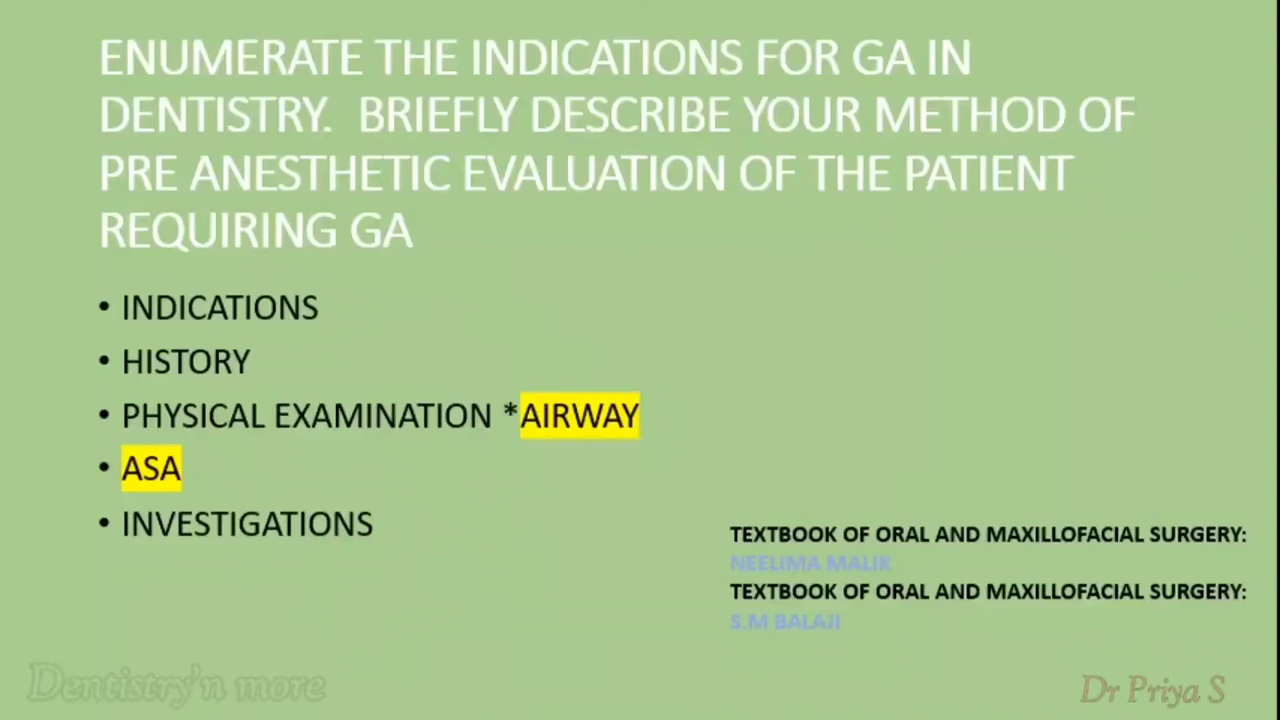 ENUMERATE THE INDICATIONS FOR GA IN
DENTISTRY. BRIEFLY DESCRIBE YOUR METHOD OF
PRE ANESTHETIC EVALUATION OF THE PATIENT
REQUIRING GA
• INDICATIONS
• HISTORY
• PHYSICAL EXAMINATION *AIRWAY
• ASA
• INVESTIGATIONS
TEXTBOOK OF ORAL AND MAXILLOFACIAL SURGERY:
NEELIMA MALIK
TEXTBOOK OF ORAL AND MAXILLOFACIAL SURGERY:
S.M BALAJI
Dentistry'n more
Dr Priya S